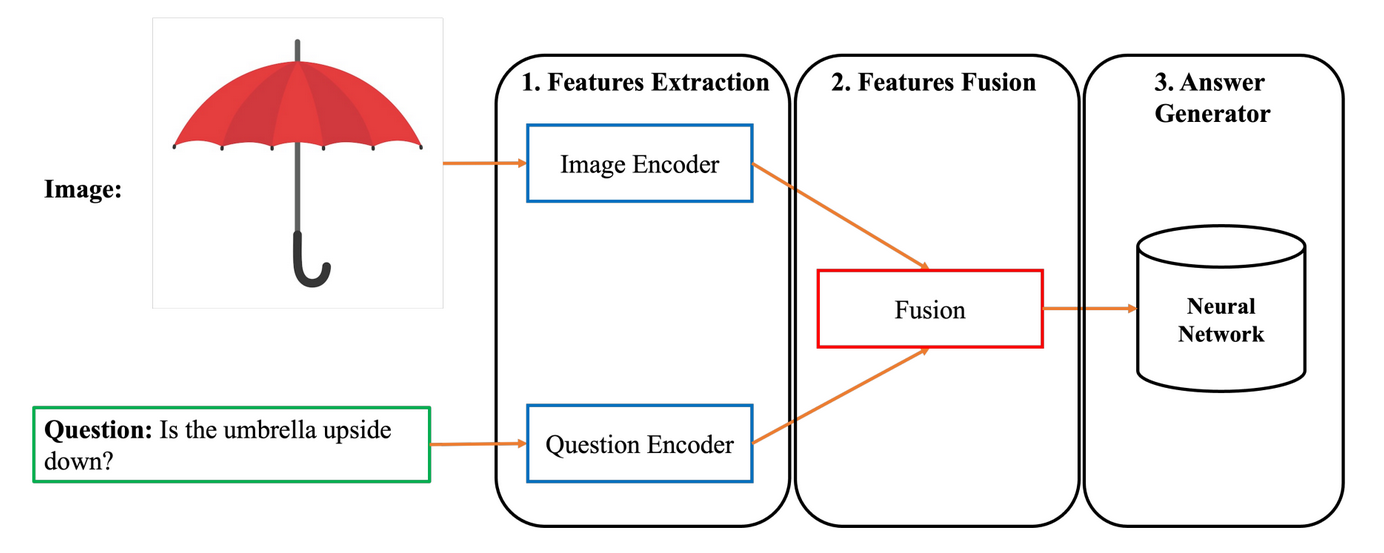 Image:
Question: Is the umbrella upside
down?
1. Features Extraction
Image Encoder
Question Encoder
2. Features Fusion
Fusion
3. Answer
Generator
Neural
Network